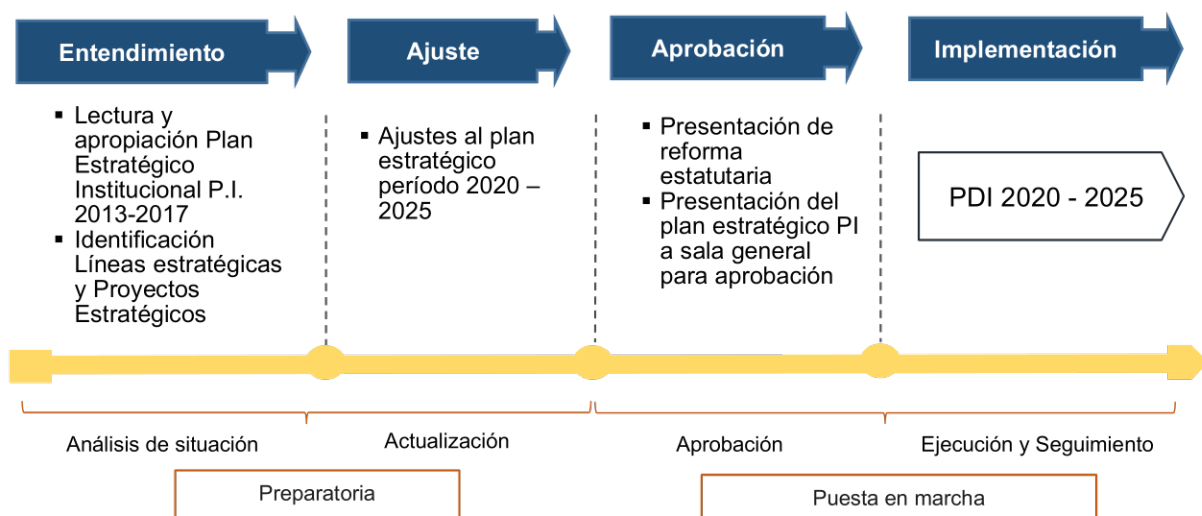 Entendimiento
Ajuste
Aprobación
Implementación
▪ Lectura y
apropiación Plan
Estratégico
Institucional P.I.
2013-2017
▪ Identificación
Líneas estratégicas
y Proyectos
Estratégicos
▪ Ajustes al plan
estratégico
período 2020 –
2025
▪ Presentación de
reforma
estatutaria
▪ Presentación del
plan estratégico PI
a sala general
para aprobación
PDI 2020 - 2025
Análisis de situación
Actualización
Aprobación
Ejecución y Seguimiento
Preparatoria
Puesta en marcha